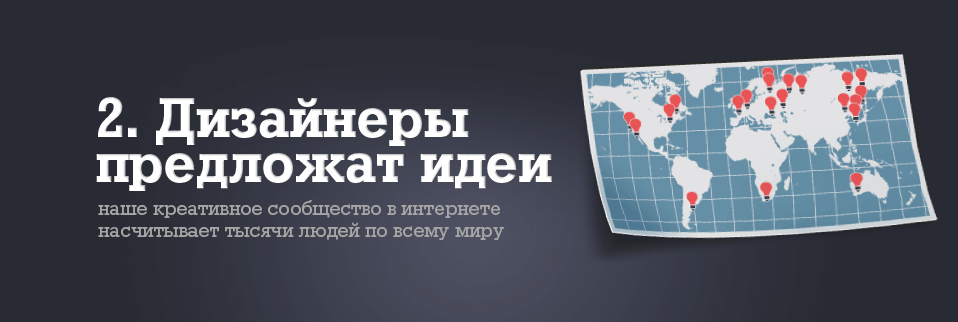 2. Дизайнеры
предложат идеи
наше креативное сообщество в интернете
насчитывает тысячи людей по всему миру